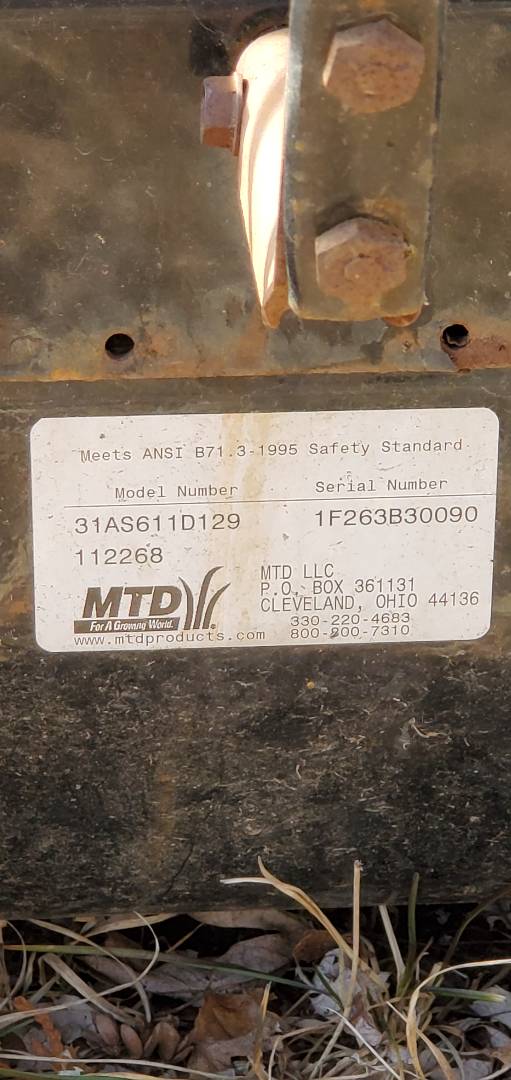 Meets ANSI B71.3-1995 Safety Standard
Model Number Serial Number
31AS611D129 1F263B30090
112268
MTD
For A Growing World.
www.mtdproducts.com
MTD LLC
P.O. BOX 361131
CLEVELAND, OHIO 44136
330-220-4683
800-800-7310